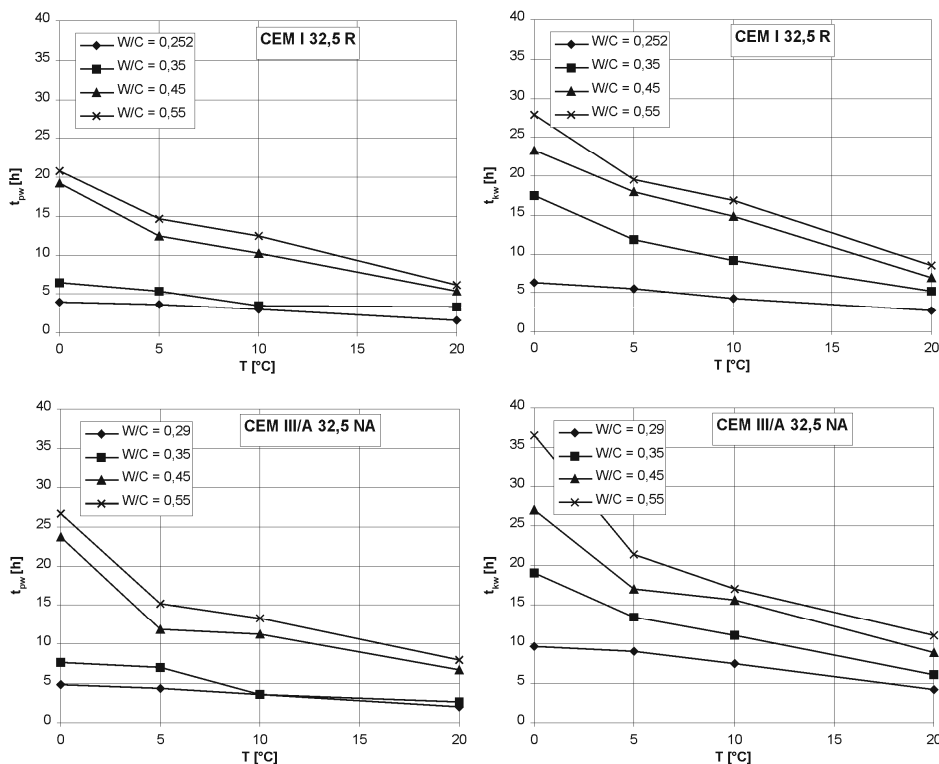 CEM I 32,5 R
W/C = 0,252
W/C = 0,35
W/C = 0,45
W/C = 0,55
40
35
30
25
20
15
10
5
0
t_pw [h]
0 5 10 15 20
T [°C]
CEM I 32,5 R
W/C = 0,252
W/C = 0,35
W/C = 0,45
W/C = 0,55
40
35
30
25
20
15
10
5
0
t_kw [h]
0 5 10 15 20
T [°C]
CEM III/A 32,5 NA
W/C = 0,29
W/C = 0,35
W/C = 0,45
W/C = 0,55
40
35
30
25
20
15
10
5
0
t_pw [h]
0 5 10 15 20
T [°C]
CEM III/A 32,5 NA
W/C = 0,29
W/C = 0,35
W/C = 0,45
W/C = 0,55
40
35
30
25
20
15
10
5
0
t_kw [h]
0 5 10 15 20
T [°C]